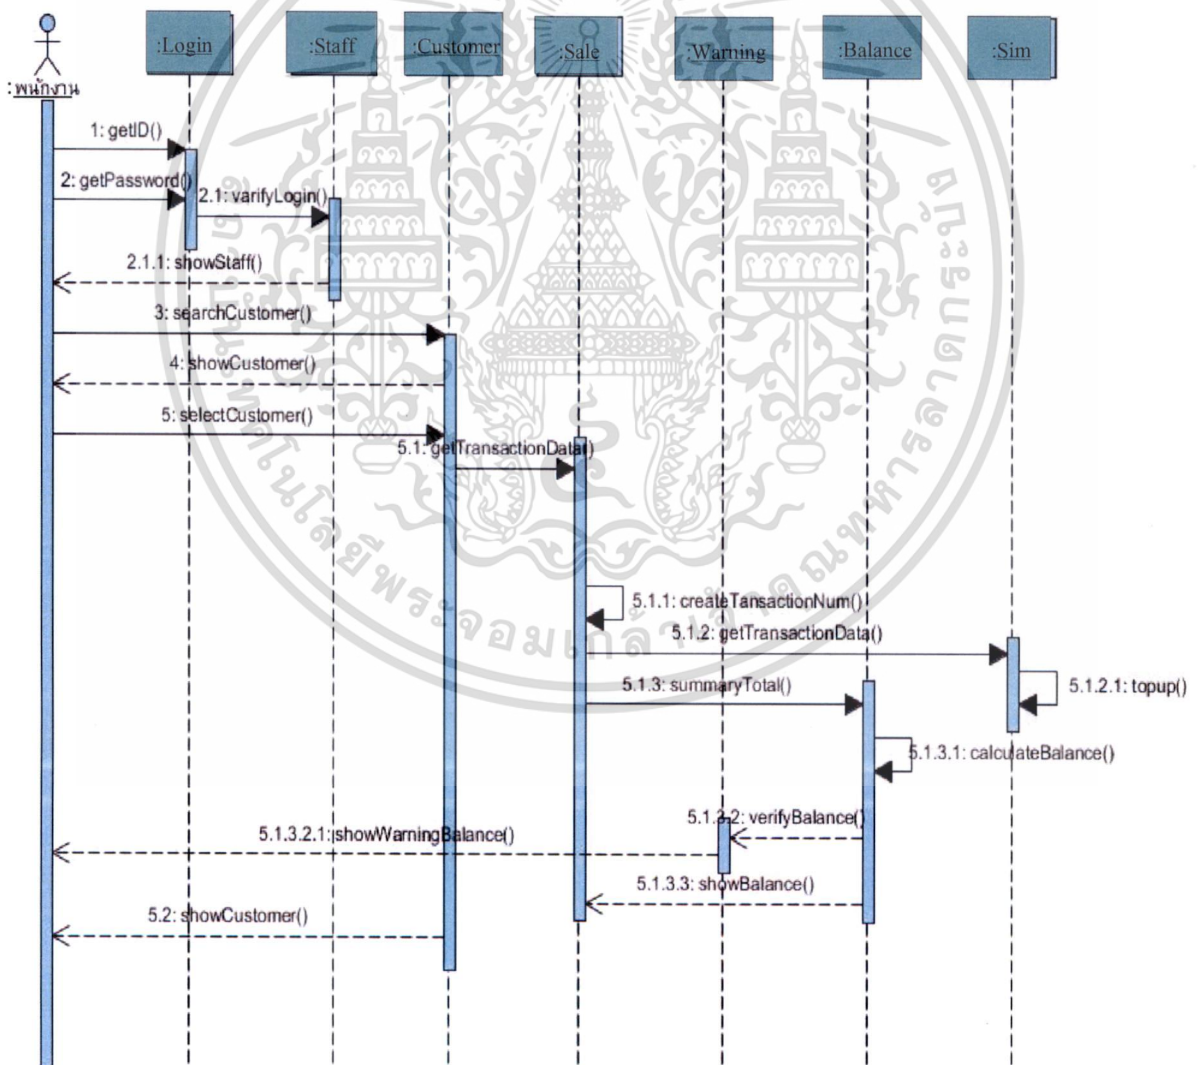 :Login
:Staff
:Customer
:Sale
:Warning
:Balance
:Sim
:พนักงาน
1: getID()
2: getPassword()
2.1: varifyLogin()
2.1.1: showStaff()
3: searchCustomer()
4: showCustomer()
5: selectCustomer()
5.1: getTransactionData()
5.1.1: createTansactionNum()
5.1.2: getTransactionData()
5.1.2.1: topup()
5.1.3: summaryTotal()
5.1.3.1: calculateBalance()
5.1.3.2: verifyBalance()
5.1.3.2.1: showWarningBalance()
5.1.3.3: showBalance()
5.2: showCustomer()